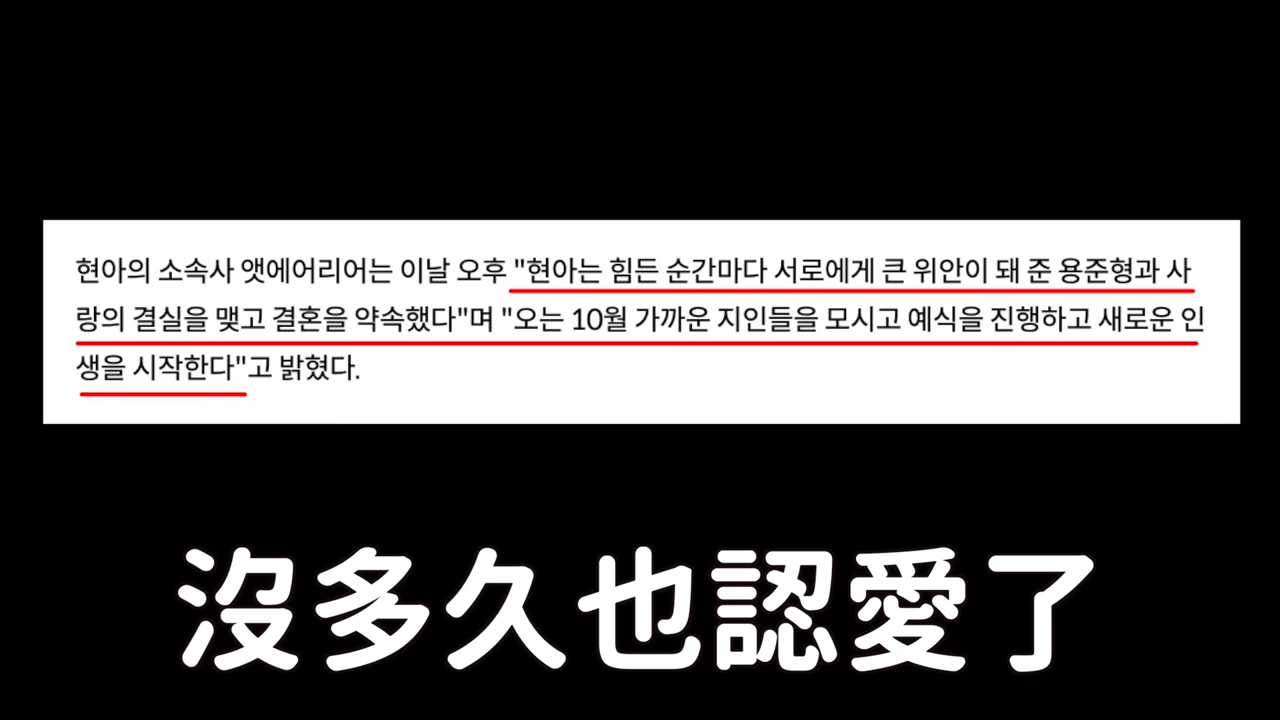 현아의 소속사 앳에어리어는 이날 오후 "현아는 힘든 순간마다 서로에게 큰 위안이 돼 준 용준형과 사
랑의 결실을 맺고 결혼을 약속했다"며 "오는 10월 가까운 지인들을 모시고 예식을 진행하고 새로운 인
생을 시작한다"고 밝혔다.
沒多久也認愛了